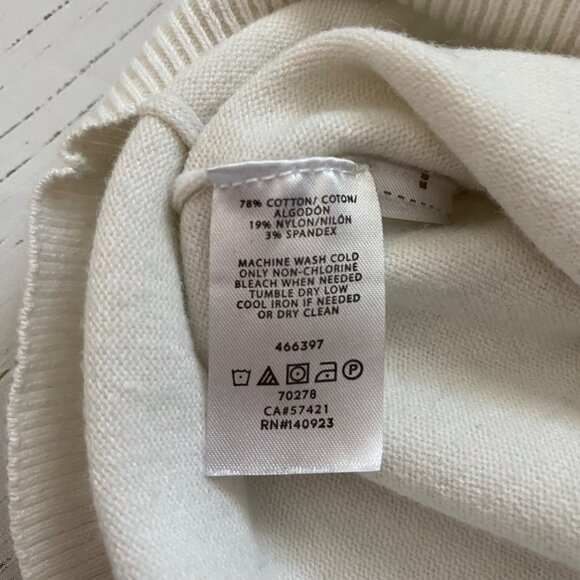 78% COTTON/ COTON/
ALGODÓN
19% NYLON/NILÓN/
3% SPANDEX
MACHINE WASH COLD
ONLY NON-CHLORINE
BLEACH WHEN NEEDED
TUMBLE DRY LOW
COOL IRON IF NEEDED
OR DRY CLEAN
466397
P
70278
CA#57421
RN#140923